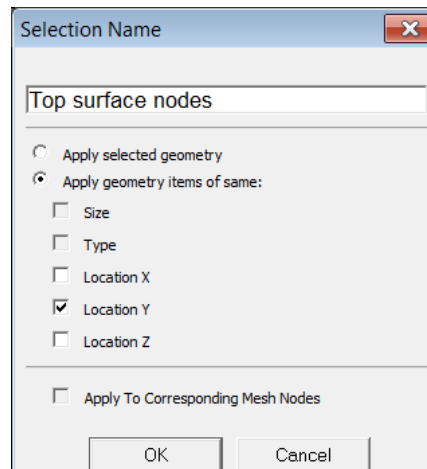 Selection Name
Top surface nodes
Apply selected geometry
Apply geometry items of same:
Size
Type
Location X
Location Y
Location Z
Apply To Corresponding Mesh Nodes
OK Cancel